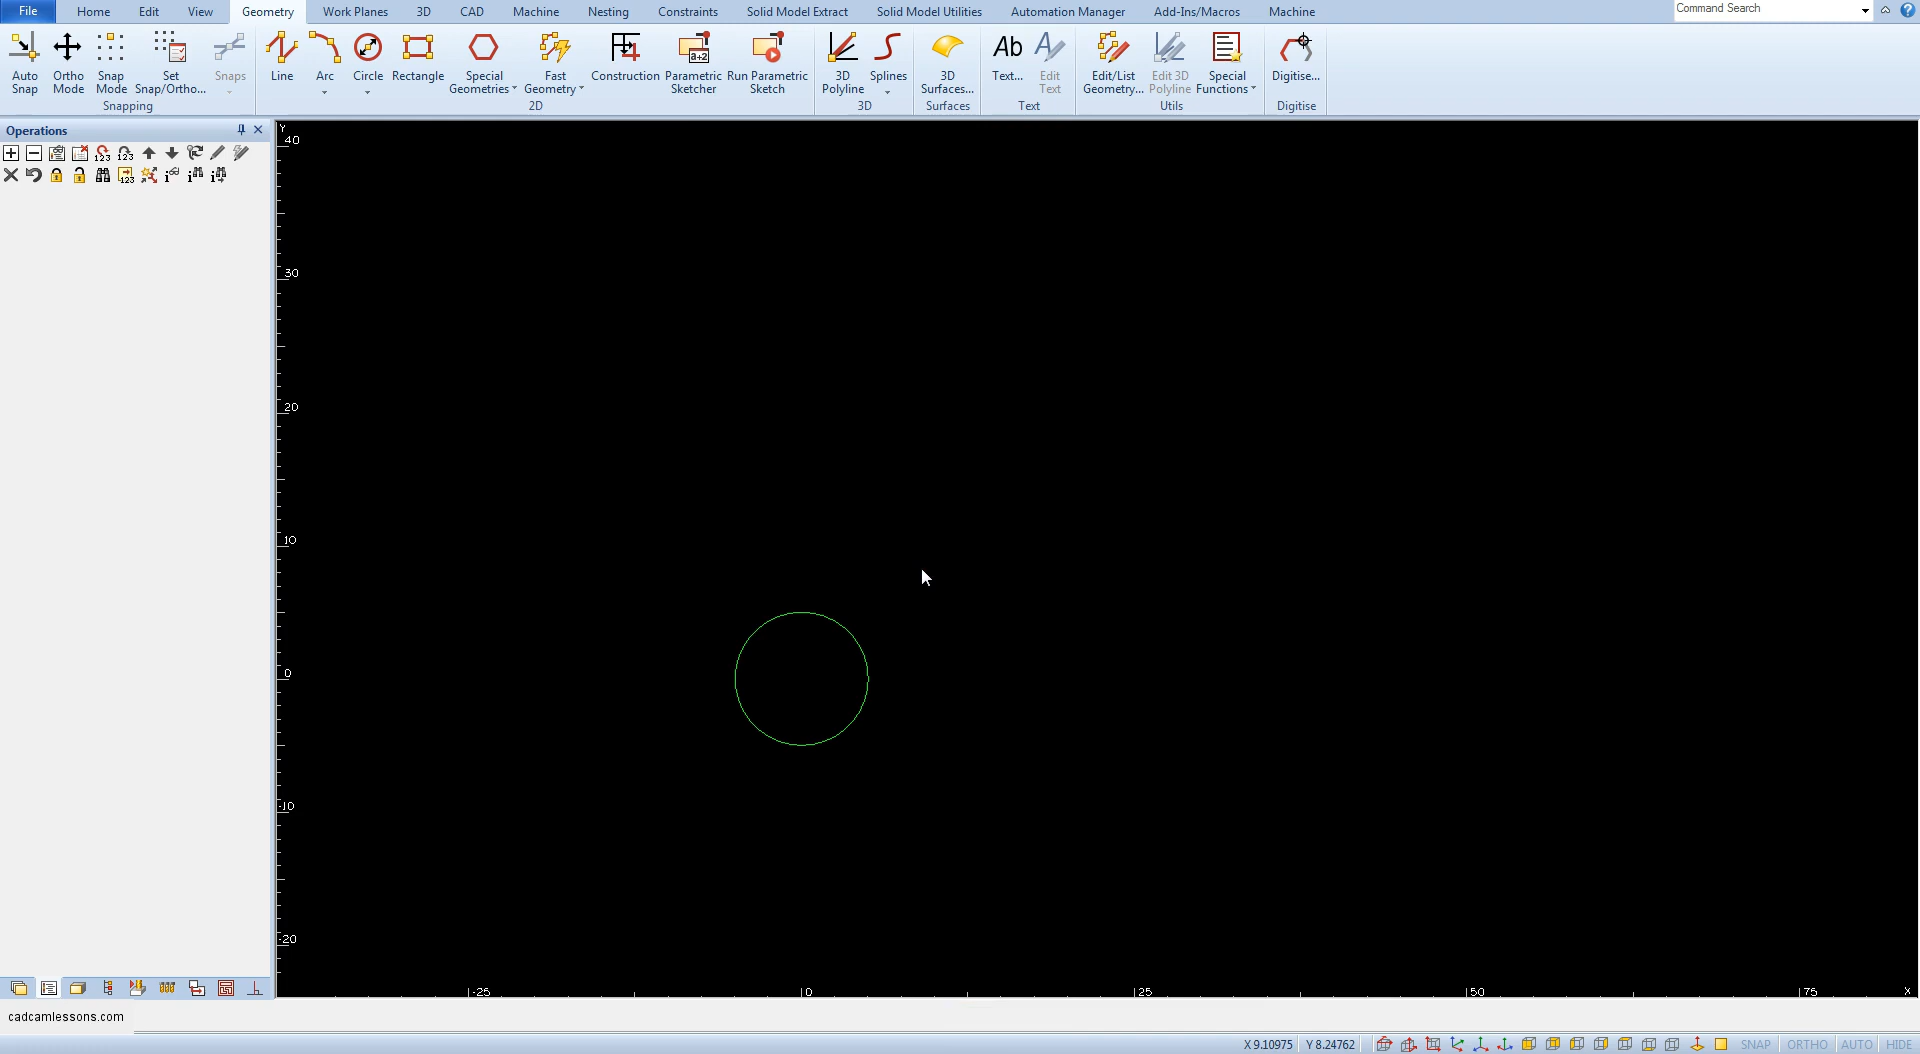 File Home Edit View Geometry Work Planes 3D CAD Machine Nesting Constraints Solid Model Extract Solid Model Utilities Automation Manager Add-Ins/Macros Machine Command Search
Auto Snap
Ortho Mode
Snap Mode
Set Snap/Ortho...
Snaps
Line
Arc
Circle
Rectangle
Special Geometries
Fast Geometry
Construction
Parametric Sketcher
Run Parametric Sketch
3D Polyline
Splines
3D Surfaces...
Text...
Edit Text
Edit/List Geometry...
Edit 3D Polyline
Special Functions
Digitise...
Snapping 2D 3D Surfaces Text Utils Digitise
Operations
Y
40
30
20
10
0
-10
-20
-25 0 25 50 75 X
cadcamlessons.com
X 9.10975 Y 8.24762 SNAP ORTHO AUTO HIDE